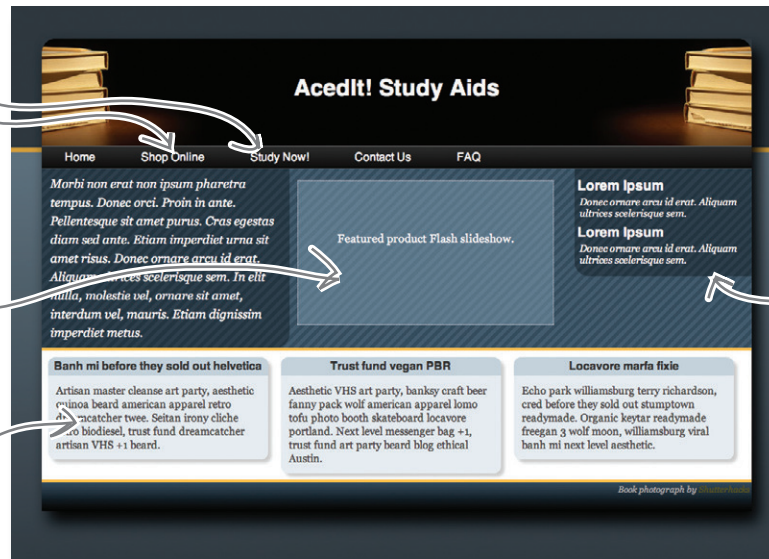 AcedIt! Study Aids
Home Shop Online Study Now! Contact Us FAQ
Morbi non erat non ipsum pharetra
tempus. Donec orci. Proin in ante.
Pellentesque sit amet purus. Cras egestas
diam sed ante. Etiam imperdiet urna sit
amet risus. Donec ornare arcu id erat.
Aliquam ultrices scelerisque sem. In elit
nulla, molestie vel, ornare sit amet,
interdum vel, mauris. Etiam dignissim
imperdiet metus.
Featured product Flash slideshow.
Lorem Ipsum
Donec ornare arcu id erat. Aliquam
ultrices scelerisque sem.
Lorem Ipsum
Donec ornare arcu id erat. Aliquam
ultrices scelerisque sem.
Banh mi before they sold out helvetica
Artisan master cleanse art party, aesthetic
quinoa beard american apparel retro
dreamcatcher twee. Seitan irony cliche
biodiesel, trust fund dreamcatcher
artisan VHS +1 beard.
Trust fund vegan PBR
Aesthetic VHS art party, banksy craft beer
fanny pack wolf american apparel lomo
tofu photo booth skateboard locavore
portland. Next level messenger bag +1,
trust fund art party beard blog ethical
Austin.
Locavore marfa fixie
Echo park williamsburg terry richardson,
cred before they sold out stumptown
readymade. Organic keytar readymade
freegan 3 wolf moon, williamsburg viral
banh mi next level aesthetic.
Book photograph by